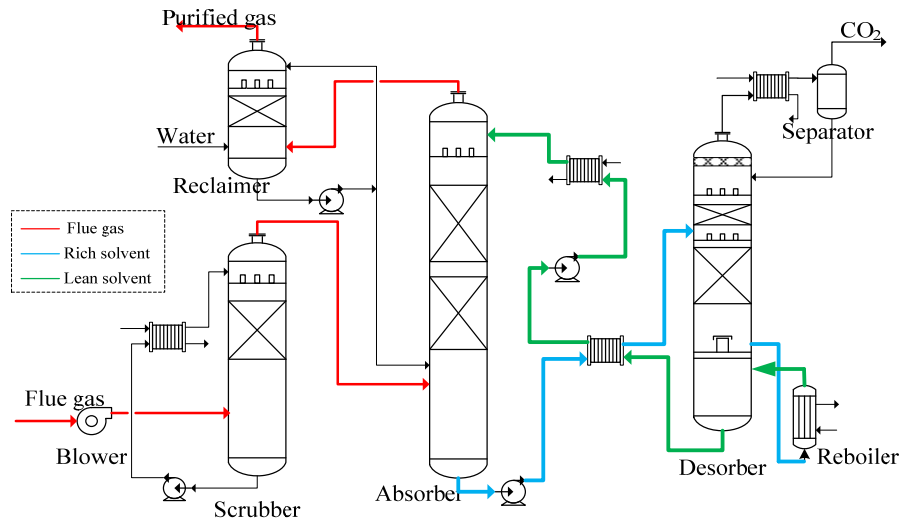 Purified gas
CO2
Water
Separator
Reclaimer
Flue gas
Rich solvent
Lean solvent
Flue gas
Blower
Scrubber
Absorber
Desorber
Reboiler